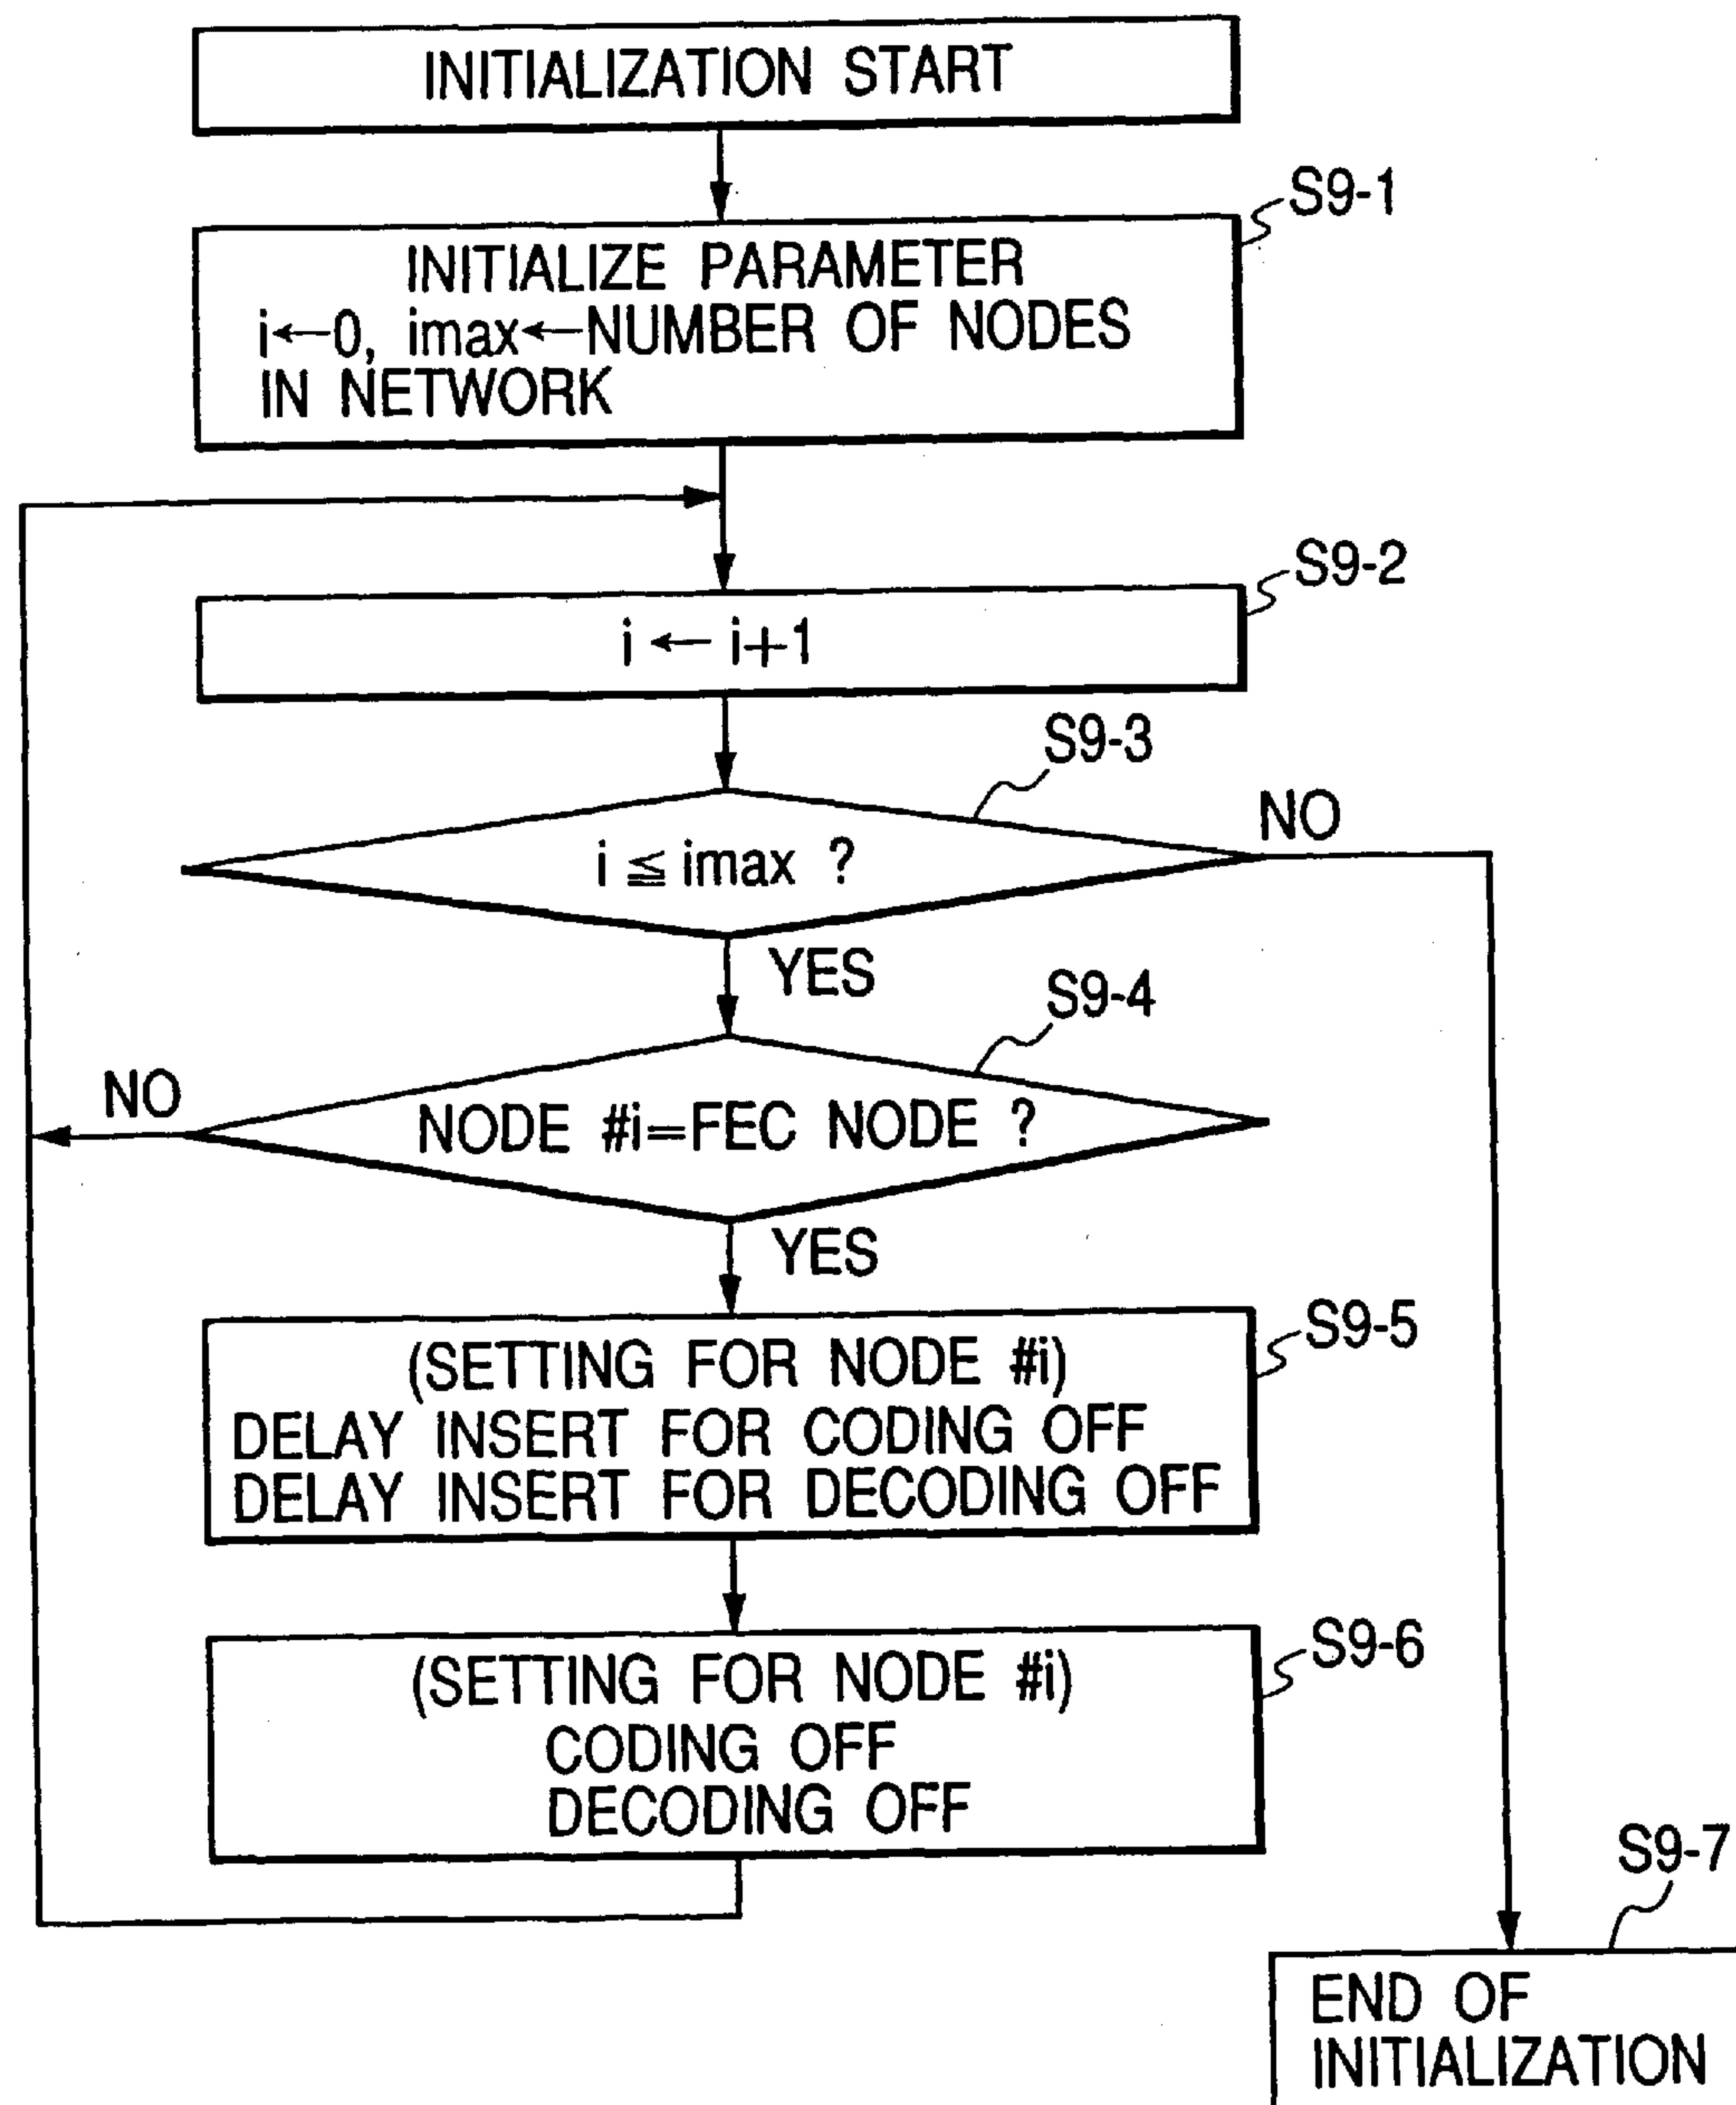 INITIALIZATION START
S9-1
INITIALIZE PARAMETER
i←0, imax←NUMBER OF NODES
IN NETWORK
S9-2
i ← i+1
S9-3
i ≦ imax ?
NO
YES
S9-4
NODE #i=FEC NODE ?
NO
YES
S9-5
(SETTING FOR NODE #i)
DELAY INSERT FOR CODING OFF
DELAY INSERT FOR DECODING OFF
S9-6
(SETTING FOR NODE #i)
CODING OFF
DECODING OFF
S9-7
END OF
INITIALIZATION